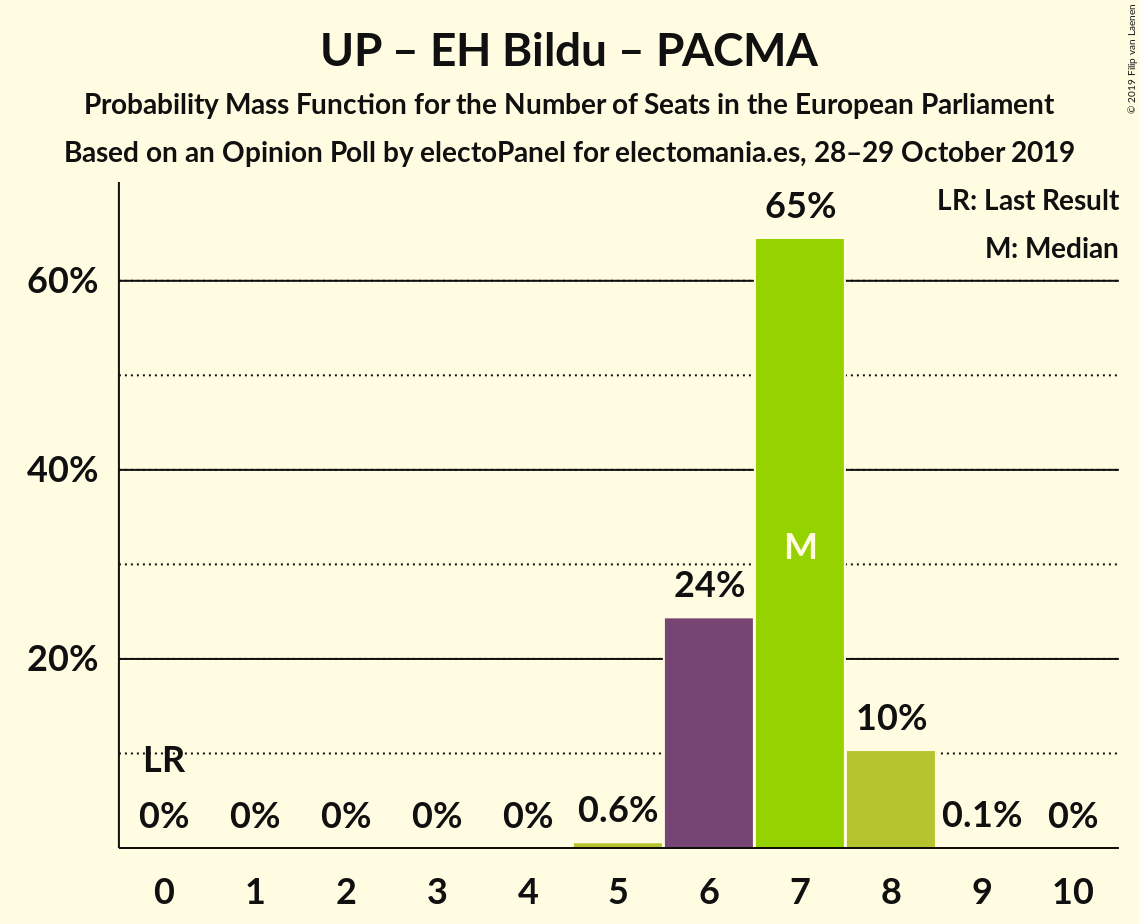 UP – EH Bildu – PACMA
Probability Mass Function for the Number of Seats in the European Parliament
Based on an Opinion Poll by electoPanel for electomania.es, 28–29 October 2019
© 2019 Filip van Laenen
LR: Last Result
M: Median
60%
40%
20%
65%
M
24%
10%
LR
0%
0%
0%
0%
0%
0.6%
0.1%
0%
0 1 2 3 4 5 6 7 8 9 10